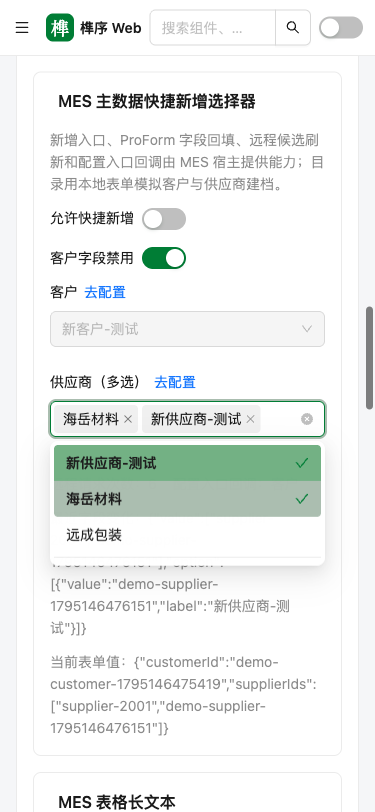 榫 榫序 Web
搜索组件、...
MES 主数据快捷新增选择器
新增入口、ProForm 字段回填、远程候选刷
新和配置入口回调由 MES 宿主提供能力；目
录用本地表单模拟客户与供应商建档。
允许快捷新增
客户字段禁用
客户 去配置
新客户-测试
供应商（多选） 去配置
海岳材料 新供应商-测试
新供应商-测试
海岳材料
远成包装
[{"value":"demo-supplier-
1795146476151","label":"新供应商-测
试"}]}
当前表单值：{"customerId":"demo-
customer-1795146475419","supplierIds":
["supplier-2001","demo-supplier-
1795146476151"]}
MES 表格长文本